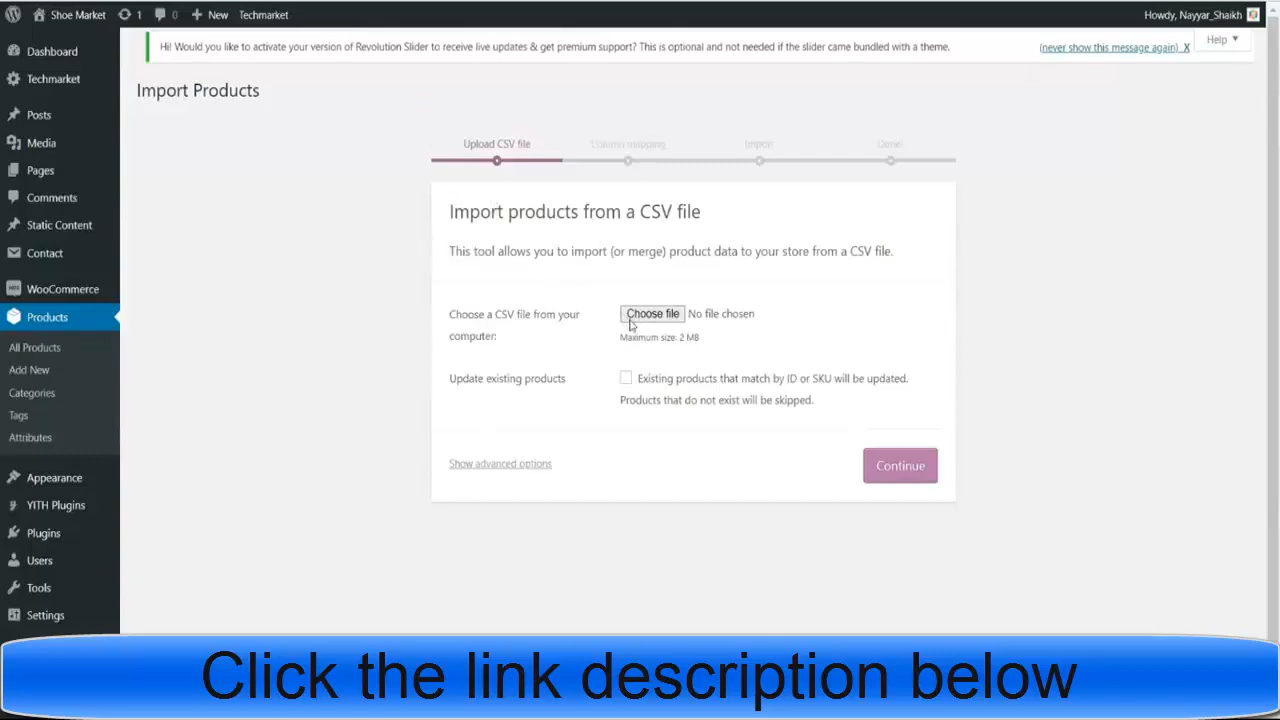 Shoe Market 1 0 New Techmarket Howdy, Nayyar_Shaikh
Hi! Would you like to activate your version of Revolution Slider to receive live updates & get premium support? This is optional and not needed if the slider came bundled with a theme. (never show this message again) X
Help
Dashboard
Techmarket
Posts
Media
Pages
Comments
Static Content
Contact
WooCommerce
Products
All Products
Add New
Categories
Tags
Attributes
Appearance
YITH Plugins
Plugins
Users
Tools
Settings
Import Products
Upload CSV file Column mapping Import Done!
Import products from a CSV file
This tool allows you to import (or merge) product data to your store from a CSV file.
Choose a CSV file from your
computer:
Choose file No file chosen
Maximum size: 2 MB
Update existing products
Existing products that match by ID or SKU will be updated.
Products that do not exist will be skipped.
Show advanced options
Continue
Click the link description below